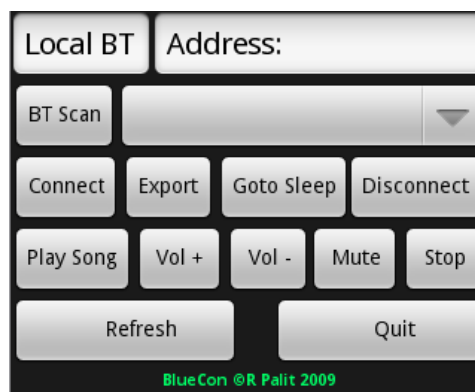 Local BT Address:
BT Scan
Connect Export Goto Sleep Disconnect
Play Song Vol + Vol - Mute Stop
Refresh Quit
BlueCon ©R Palit 2009